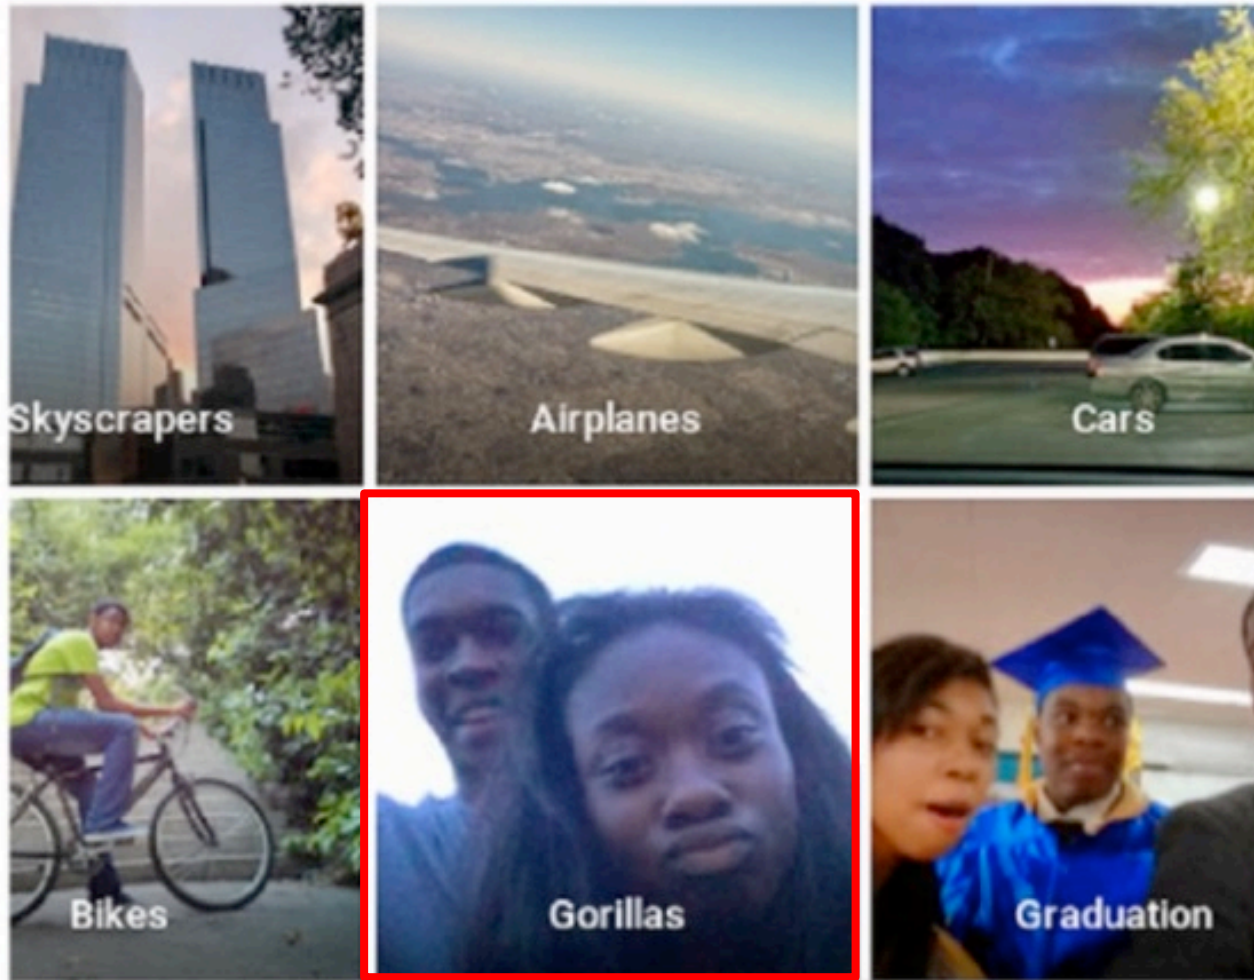 Skyscrapers
Airplanes
Cars
Bikes
Gorillas
Graduation